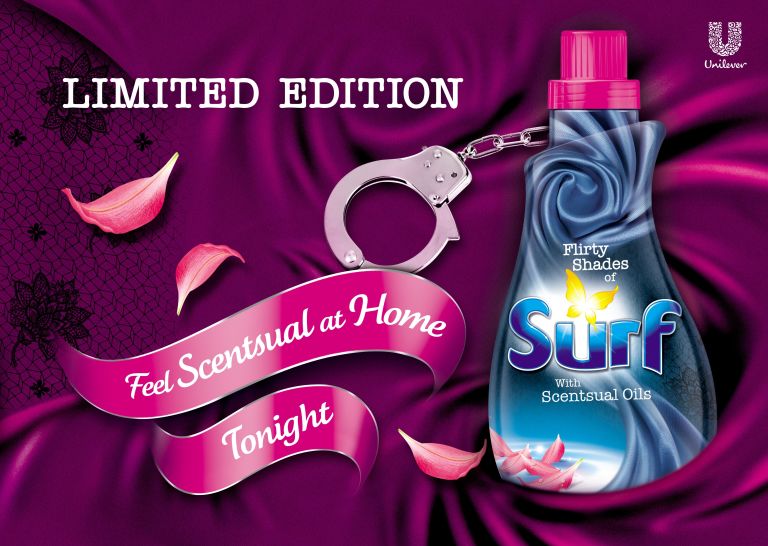 LIMITED EDITION
U
Unilever
Feel Scentsual at Home
Tonight
Flirty
Shades
of
Surf
With
Scentsual Oils